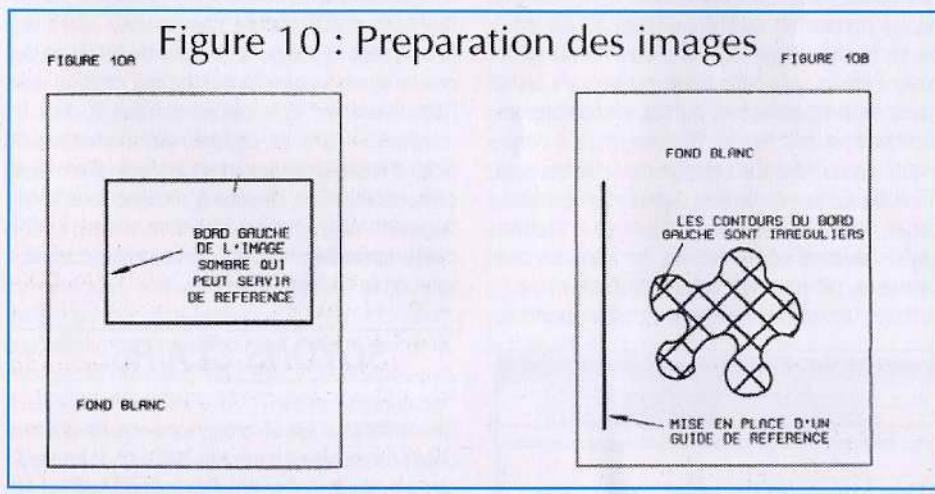 Figure 10 : Preparation des images
FIGURE 10A
FIGURE 10B
BORD GAUCHE
DE L'IMAGE
SOMBRE QUI
PEUT SERVIR
DE REFERENCE
FOND BLANC
FOND BLANC
LES CONTOURS DU BORD
GAUCHE SONT IRREGULIERS
MISE EN PLACE D'UN
GUIDE DE REFERENCE